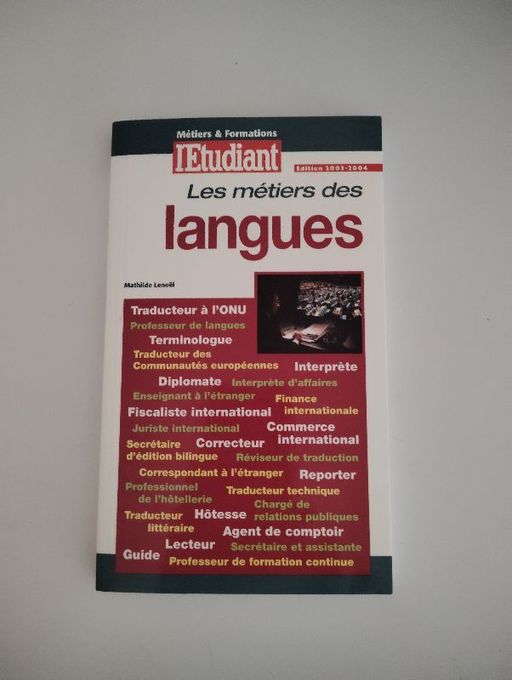 Métiers & Formations
l'Etudiant
Edition 2003-2004
Les métiers des
langues
Mathilde Lenoël
Traducteur à l'ONU
Professeur de langues
Terminologue
Traducteur des
Communautés européennes
Interprète
Diplomate
Interprète d'affaires
Enseignant à l'étranger
Finance
internationale
Fiscaliste international
Juriste international
Commerce
international
Secrétaire
d'édition bilingue
Correcteur
Réviseur de traduction
Correspondant à l'étranger
Reporter
Professionnel
de l'hôtellerie
Traducteur technique
Chargé de
relations publiques
Traducteur
littéraire
Hôtesse
Agent de comptoir
Lecteur
Secrétaire et assistante
Guide
Professeur de formation continue